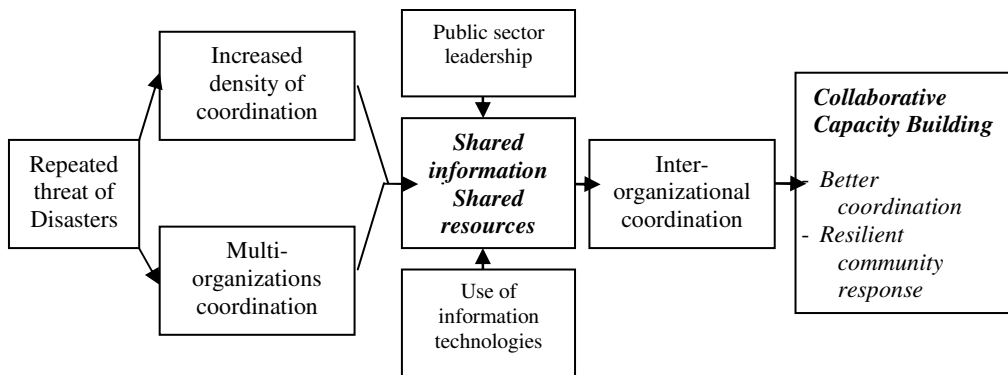 Repeated
threat of
Disasters
Increased
density of
coordination
Multi-
organizations
coordination
Public sector
leadership
Shared
information
Shared
resources
Use of
information
technologies
Inter-
organizational
coordination
Collaborative
Capacity Building
- Better
coordination
- Resilient
community
response